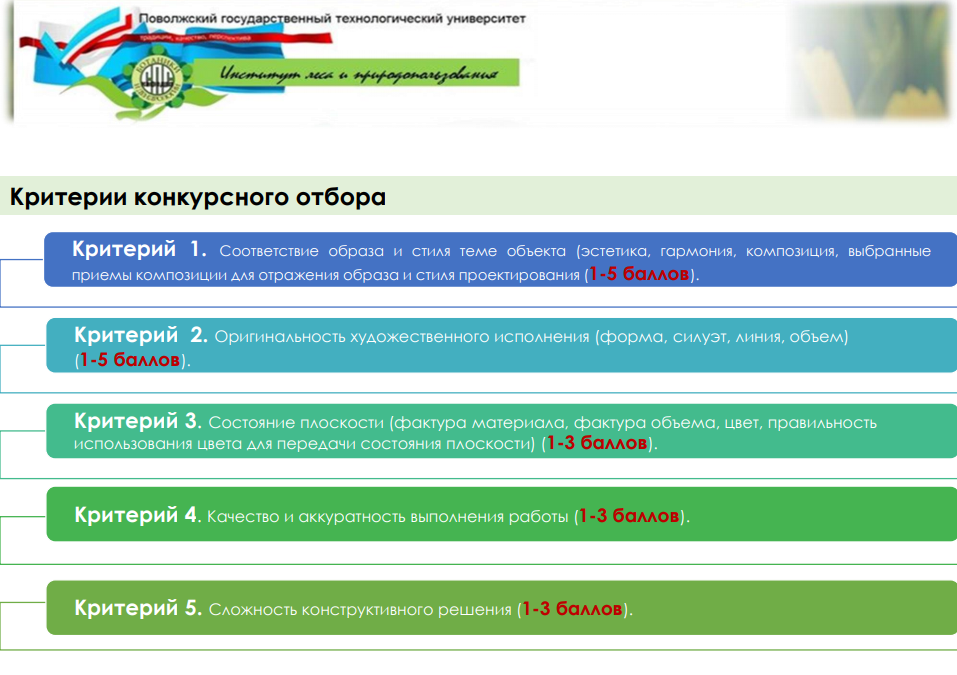 Поволжский государственный технологический университет
традиции, качество, перспектива
Институт леса и природопользования
Критерии конкурсного отбора
Критерий 1. Соответствие образа и стиля теме объекта (эстетика, гармония, композиция, выбранные
приемы композиции для отражения образа и стиля проектирования (1-5 баллов).
Критерий 2. Оригинальность художественного исполнения (форма, силуэт, линия, объем)
(1-5 баллов).
Критерий 3. Состояние плоскости (фактура материала, фактура объема, цвет, правильность
использования цвета для передачи состояния плоскости) (1-3 баллов).
Критерий 4. Качество и аккуратность выполнения работы (1-3 баллов).
Критерий 5. Сложность конструктивного решения (1-3 баллов).